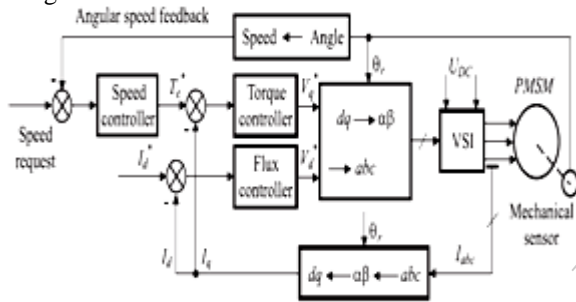 Angular speed feedback
Speed ← Angle
θr
UDC
PMSM
Speed controller
Te*
Torque controller
Vq*
dq → αβ
→ abc
VSI
Speed request
Id*
Flux controller
Vd*
Mechanical sensor
θr
Id
Iq
dq ← αβ ← abc
Iabc